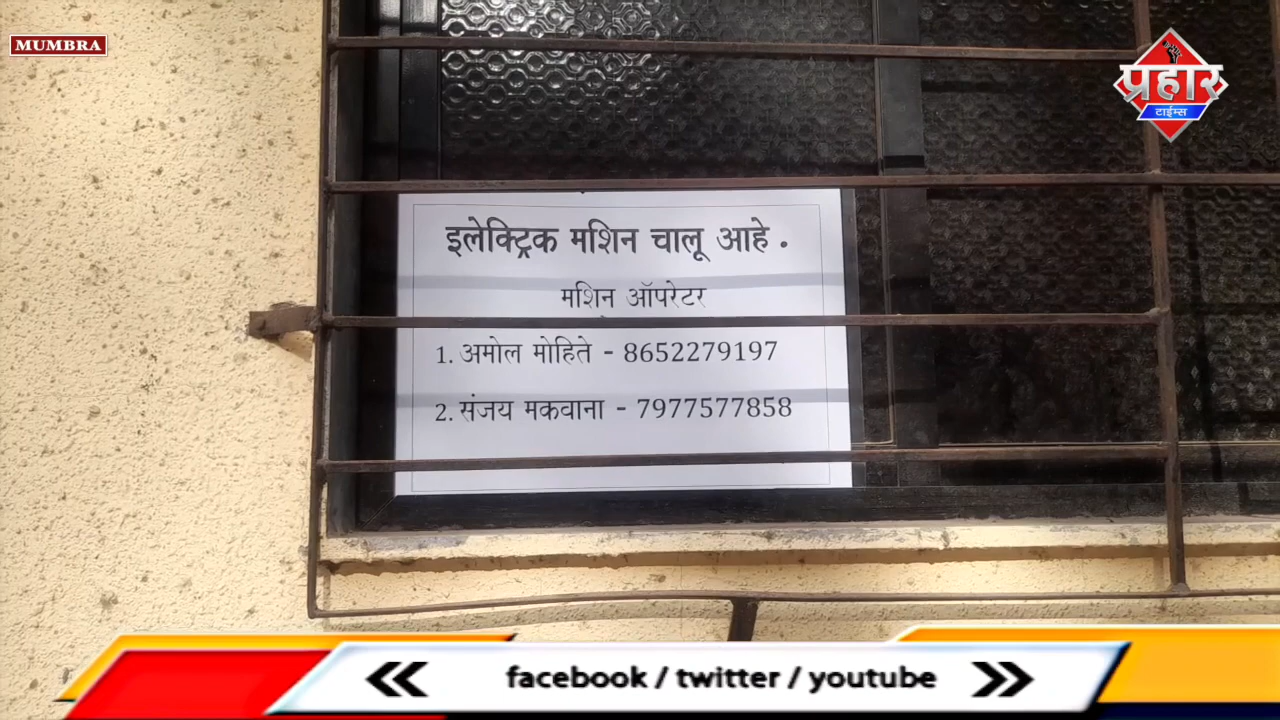 MUMBRA
प्रहार
टाईम्स
इलेक्ट्रिक मशिन चालू आहे .
मशिन ऑपरेटर
1. अमोल मोहिते - 8652279197
2. संजय मकवाना - 7977577858
facebook / twitter / youtube